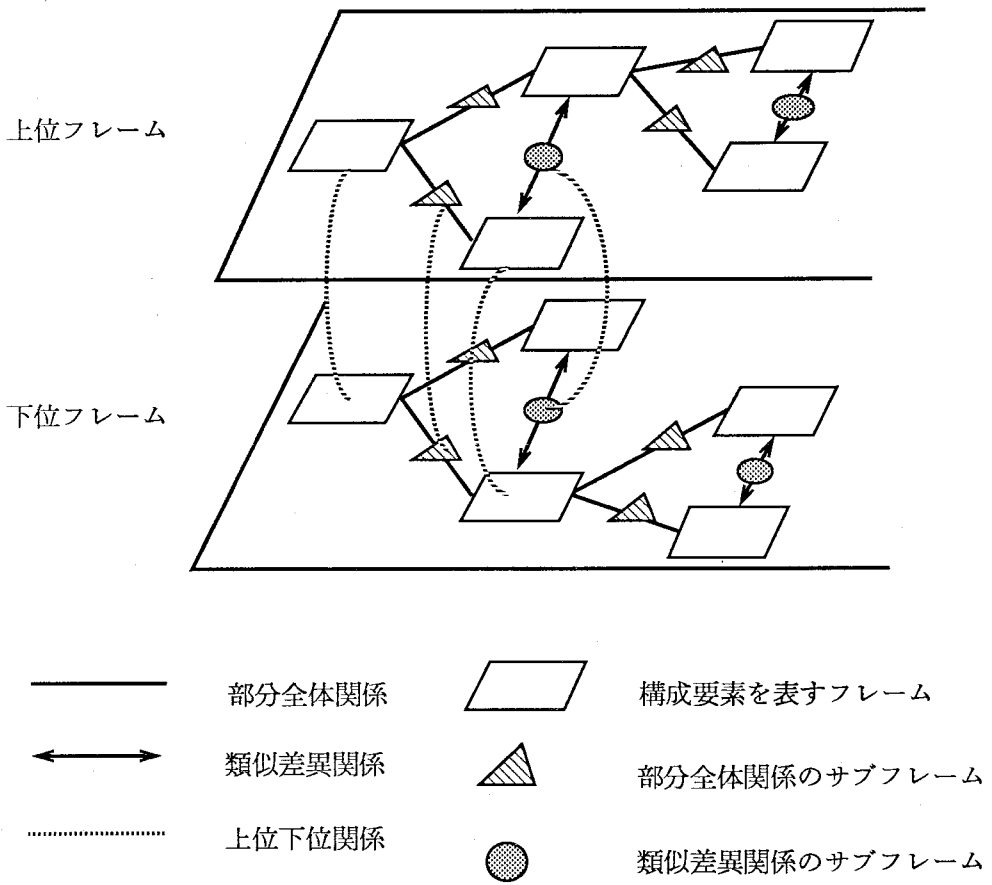 上位フレーム
下位フレーム
部分全体関係
構成要素を表すフレーム
類似差異関係
部分全体関係のサブフレーム
上位下位関係
類似差異関係のサブフレーム